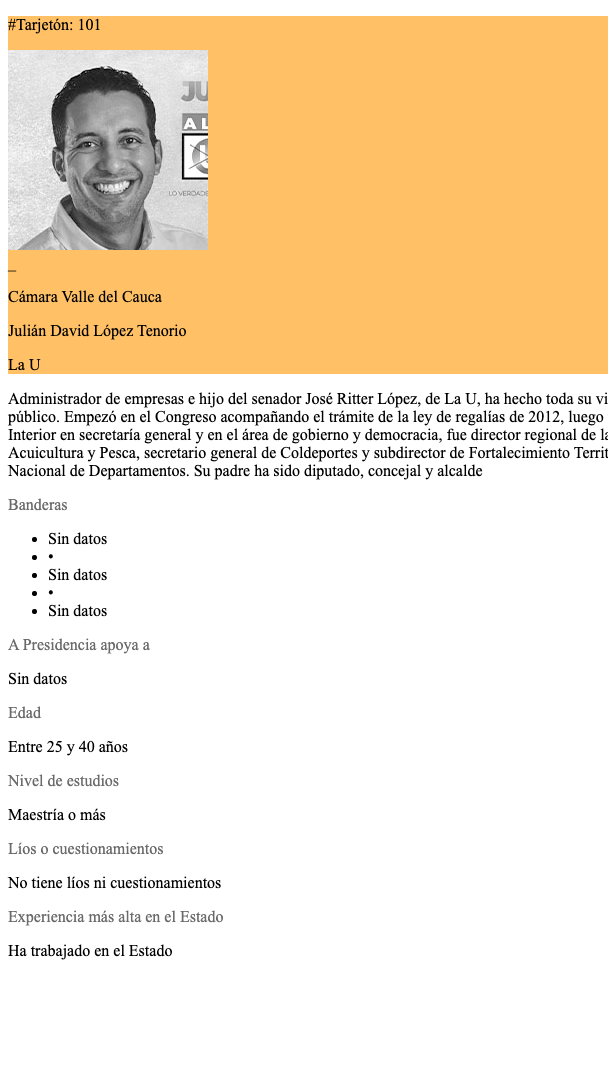 #Tarjetón: 101
JU
AL
LO VERDADE
_
Cámara Valle del Cauca
Julián David López Tenorio
La U
Administrador de empresas e hijo del senador José Ritter López, de La U, ha hecho toda su vi
público. Empezó en el Congreso acompañando el trámite de la ley de regalías de 2012, luego
Interior en secretaría general y en el área de gobierno y democracia, fue director regional de la
Acuicultura y Pesca, secretario general de Coldeportes y subdirector de Fortalecimiento Territ
Nacional de Departamentos. Su padre ha sido diputado, concejal y alcalde
Banderas
• Sin datos
• •
• Sin datos
• •
• Sin datos
A Presidencia apoya a
Sin datos
Edad
Entre 25 y 40 años
Nivel de estudios
Maestría o más
Líos o cuestionamientos
No tiene líos ni cuestionamientos
Experiencia más alta en el Estado
Ha trabajado en el Estado